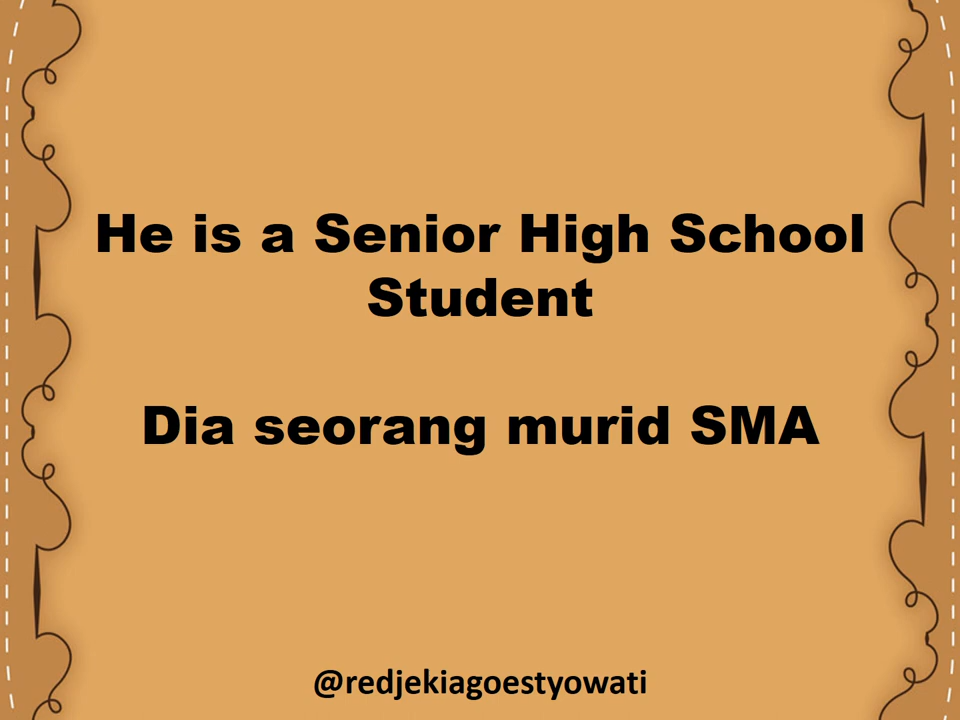 He is a Senior High School
Student
Dia seorang murid SMA
@redjekiagoestyowati